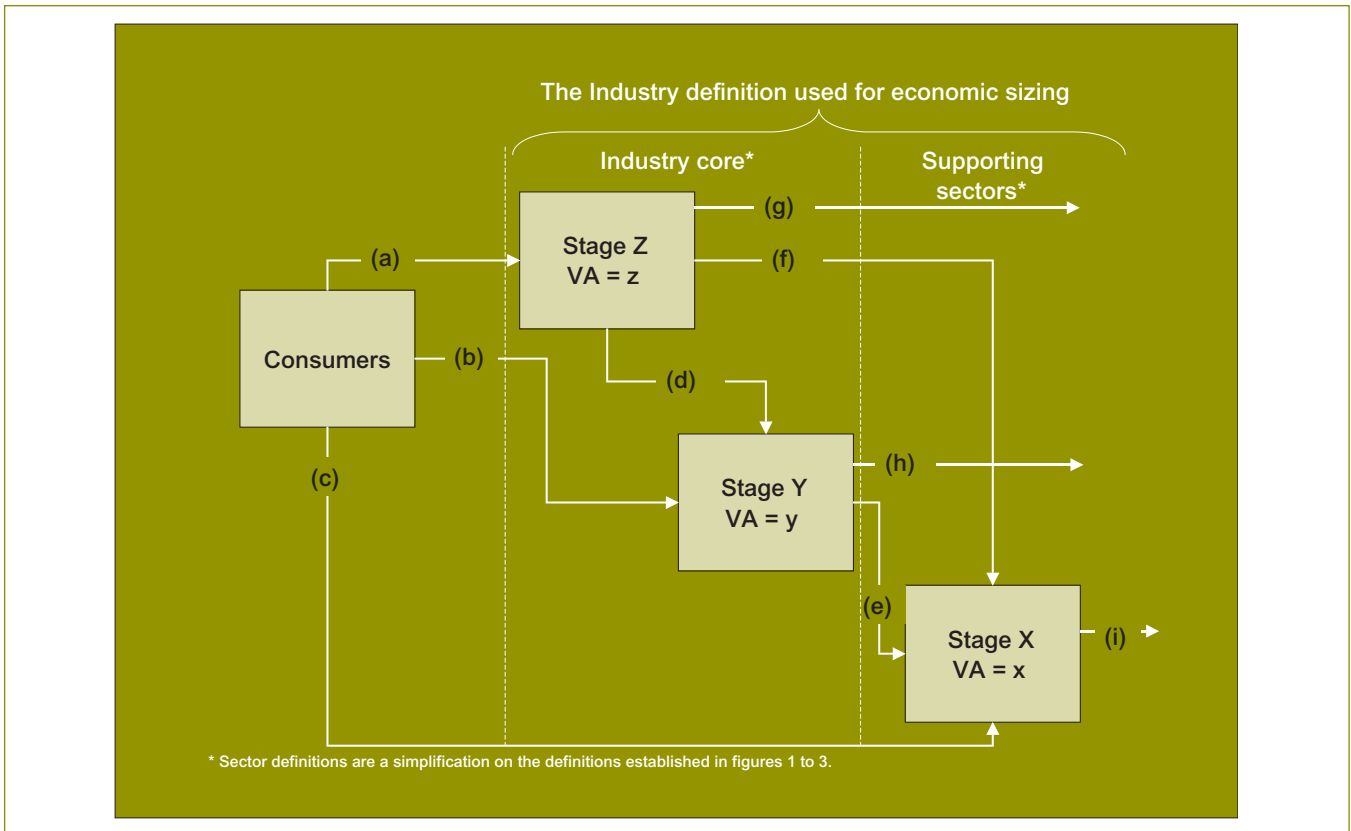 The Industry definition used for economic sizing
Industry core*
Supporting
sectors*
(g)
Stage Z
VA = z
(a)
(f)
Consumers
(b)
(d)
(c)
(h)
Stage Y
VA = y
(e)
Stage X
VA = x
(i)
* Sector definitions are a simplification on the definitions established in figures 1 to 3.